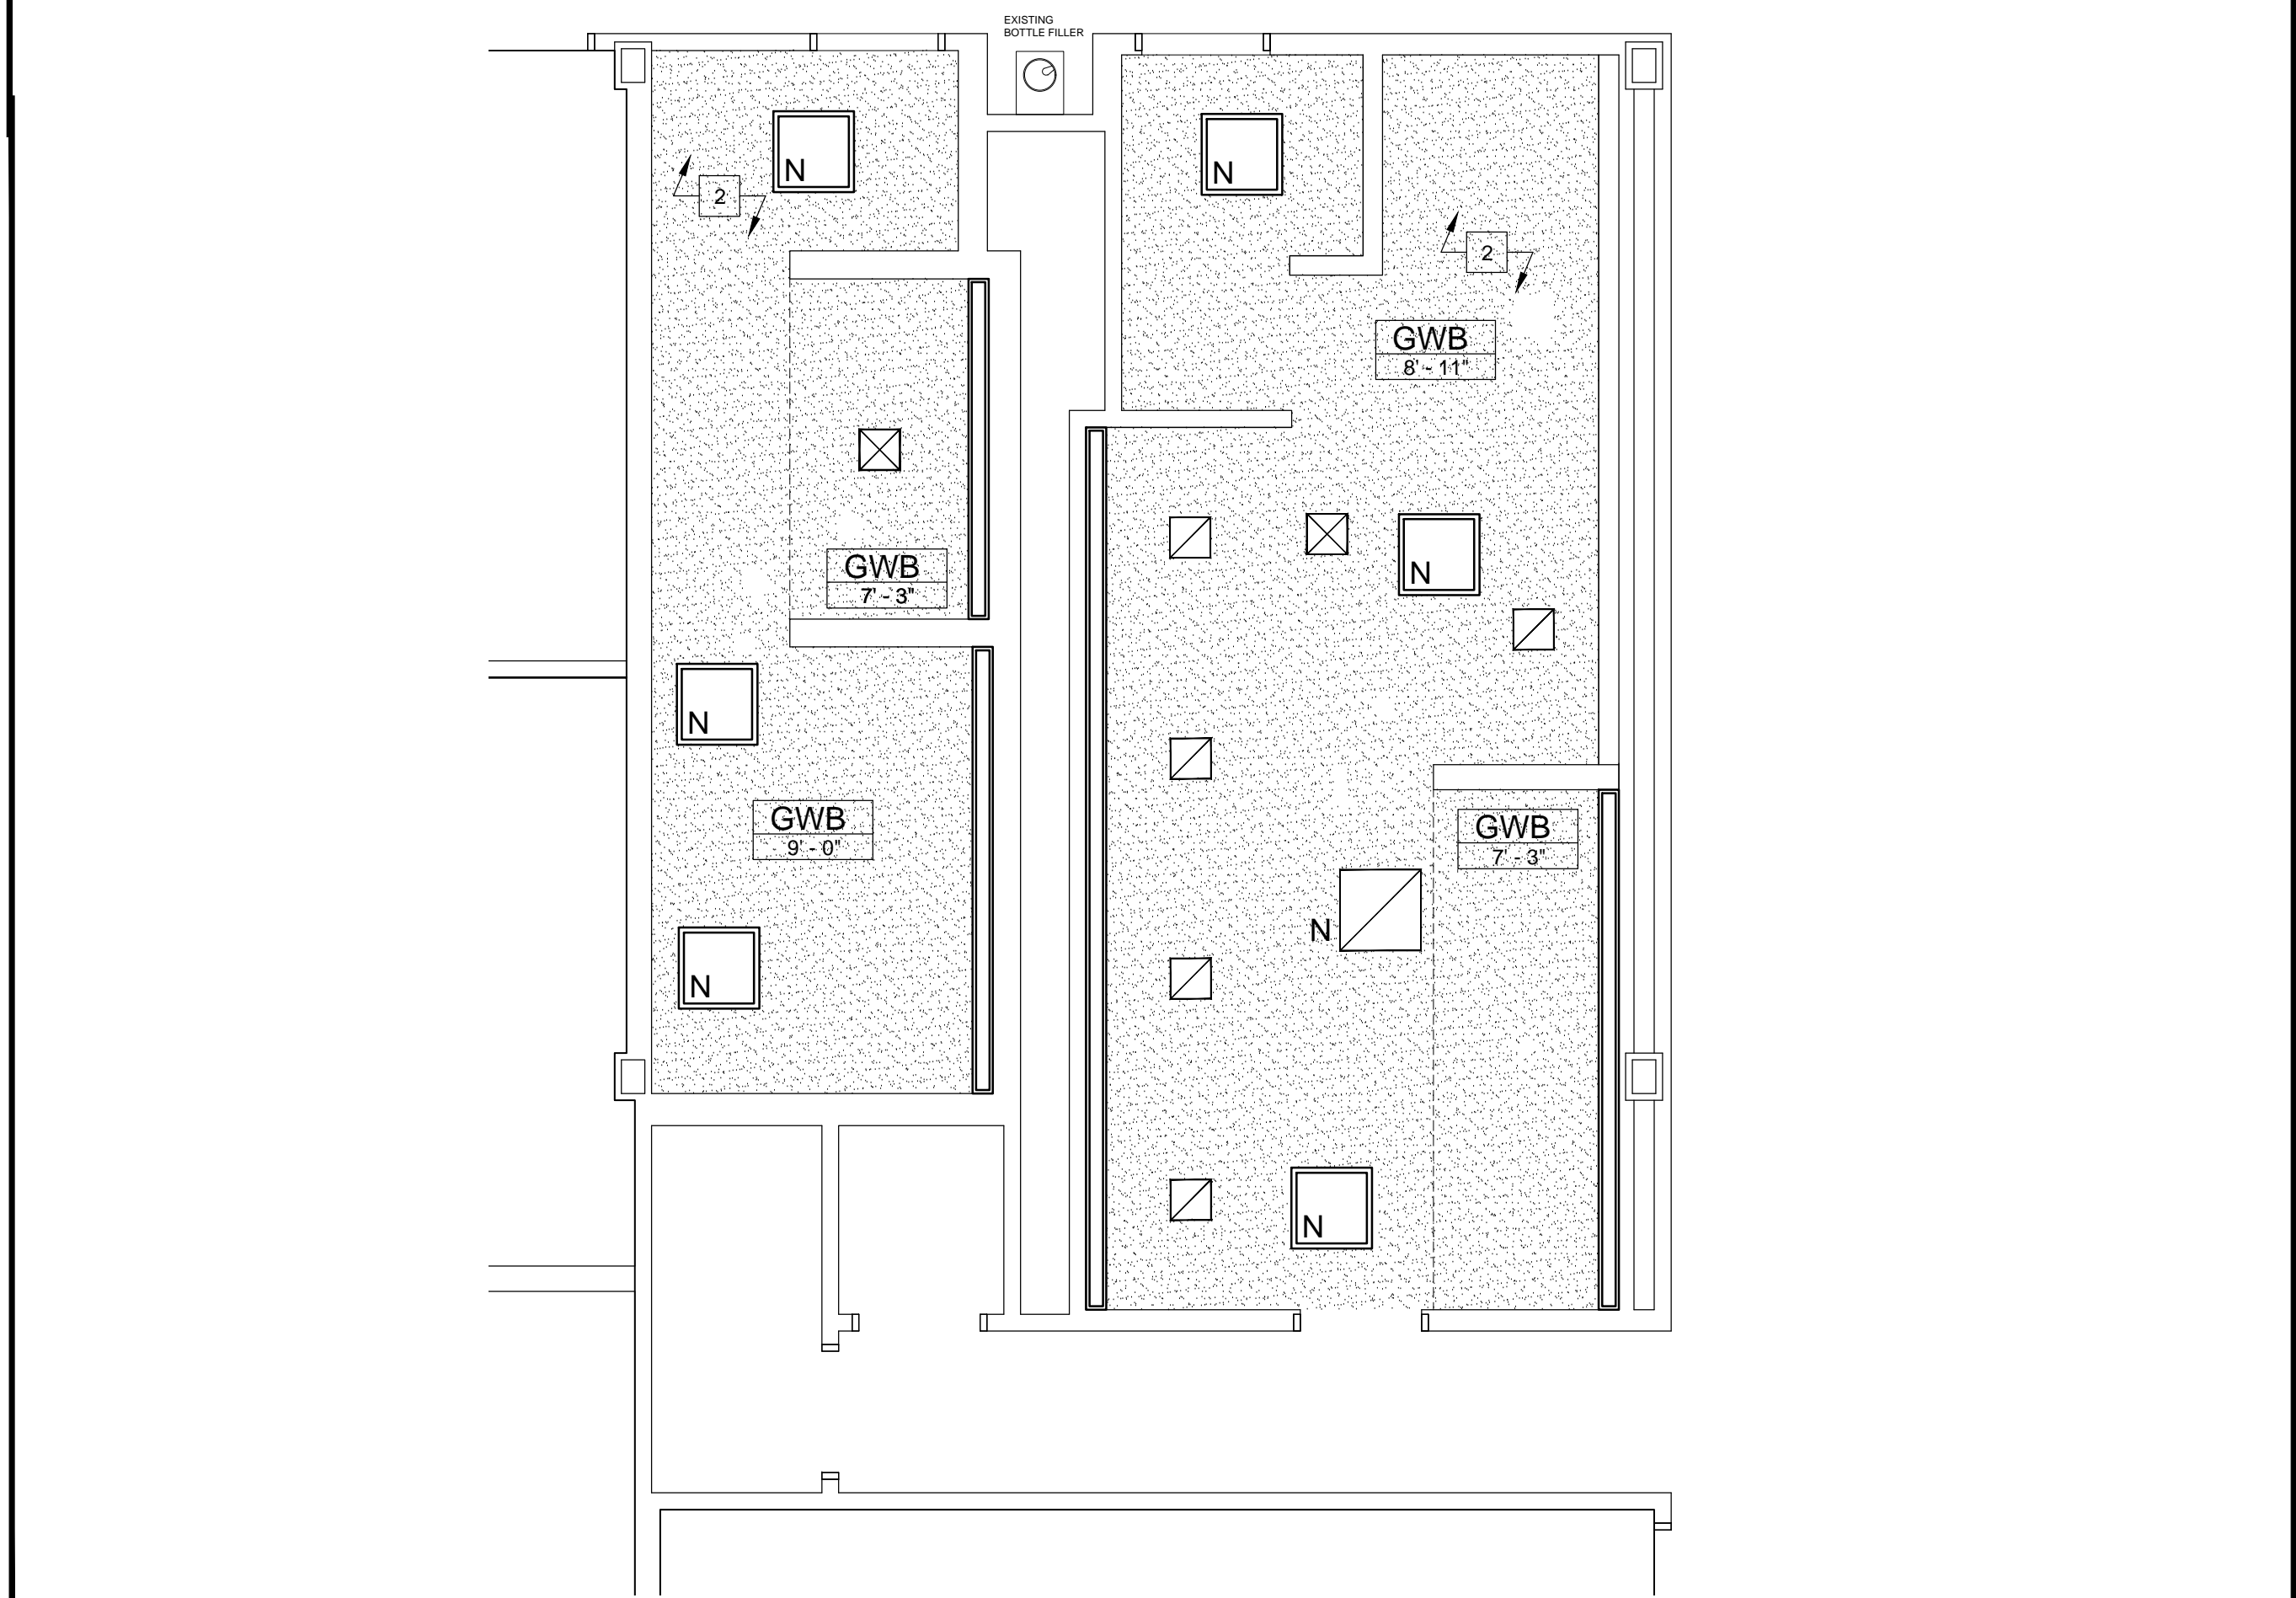 EXISTING
BOTTLE FILLER
N
N
2
2
GWB
8' - 11"
GWB
7' - 3"
N
N
GWB
9' - 0"
GWB
7' - 3"
N
N
N